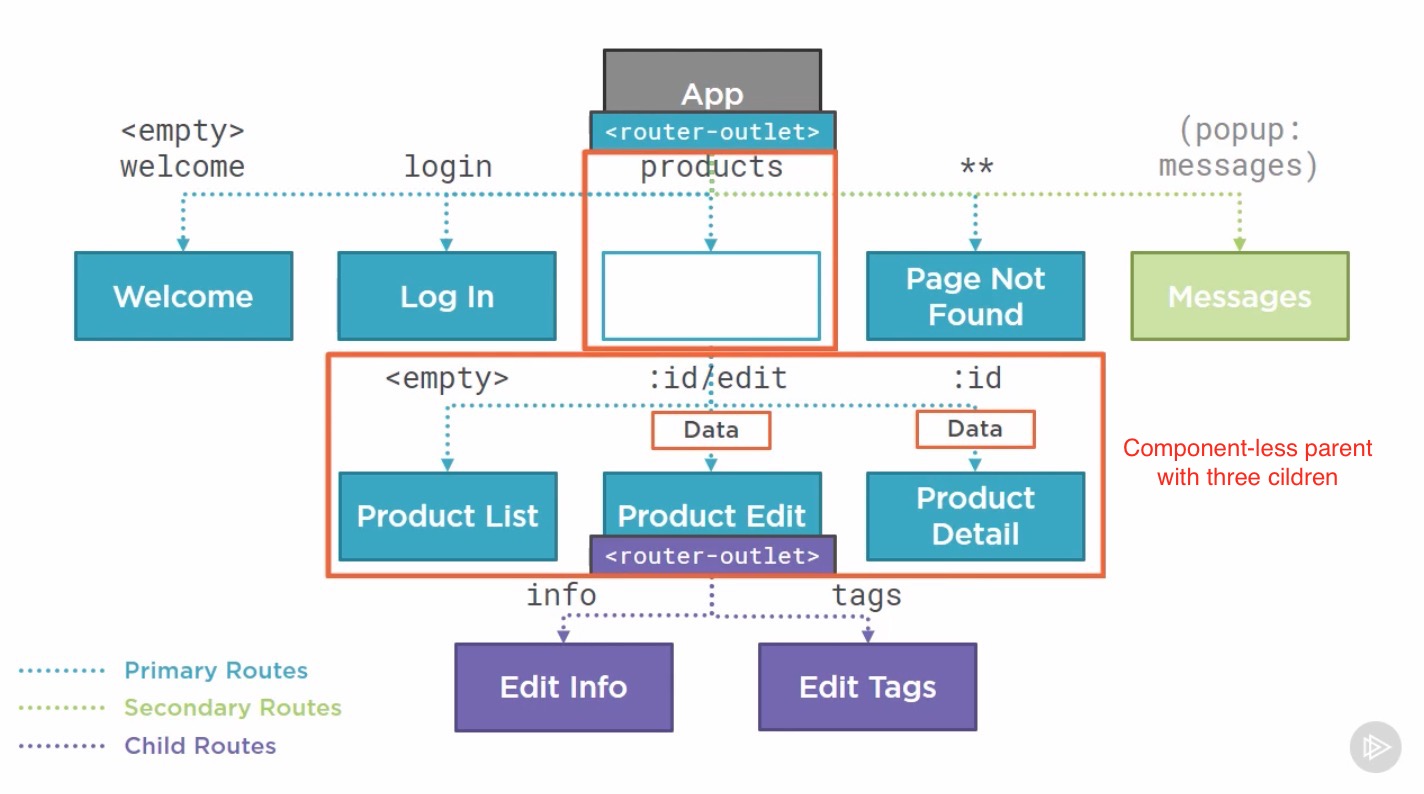 App
<router-outlet>
<empty>
welcome
login
products
**
(popup:
messages)
Welcome
Log In
Page Not
Found
Messages
<empty>
:id/edit
:id
Data
Data
Component-less parent
with three cildren
Product List
Product Edit
Product
Detail
<router-outlet>
info
tags
Edit Info
Edit Tags
Primary Routes
Secondary Routes
Child Routes